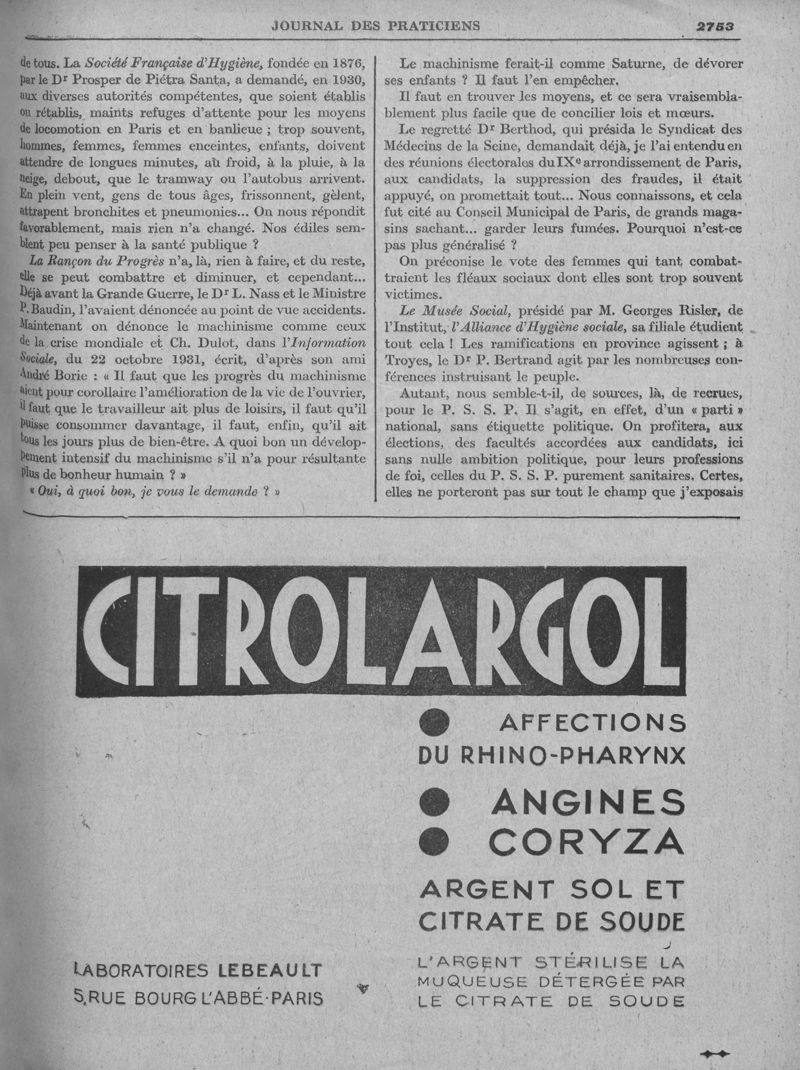 JOURNAL DES PRATICIENS 2753
de tous. La Société Française d'Hygiène, fondée en 1876,
par le Dr Prosper de Piétra Santa, a demandé, en 1930,
aux diverses autorités compétentes, que soient établis
ou rétablis, maints refuges d'attente pour les moyens
de locomotion en Paris et en banlieue ; trop souvent,
hommes, femmes, femmes enceintes, enfants, doivent
attendre de longues minutes, au froid, à la pluie, à la
neige, debout, que le tramway ou l'autobus arrivent.
En plein vent, gens de tous âges, frissonnent, gèlent,
attrapent bronchites et pneumonies... On nous répondit
favorablement, mais rien n'a changé. Nos édiles sem-
blent peu penser à la santé publique ?
La Rançon du Progrès n'a, là, rien à faire, et du reste,
elle se peut combattre et diminuer, et cependant...
Déjà avant la Grande Guerre, le Dr L. Nass et le Ministre
P. Baudin, l'avaient dénoncée au point de vue accidents.
Maintenant on dénonce le machinisme comme ceux
de la crise mondiale et Ch. Dulot, dans l'Information
Sociale, du 22 octobre 1931, écrit, d'après son ami
André Borie : « Il faut que les progrès du machinisme
aient pour corollaire l'amélioration de la vie de l'ouvrier,
il faut que le travailleur ait plus de loisirs, il faut qu'il
puisse consommer davantage, il faut, enfin, qu'il ait
tous les jours plus de bien-être. A quoi bon un dévelop-
pement intensif du machinisme s'il n'a pour résultante
plus de bonheur humain ? »
« Oui, à quoi bon, je vous le demande ? »
Le machinisme ferait-il comme Saturne, de dévorer
ses enfants ? Il faut l'en empêcher.
Il faut en trouver les moyens, et ce sera vraisembla-
blement plus facile que de concilier lois et mœurs.
Le regretté Dr Berthod, qui présida le Syndicat des
Médecins de la Seine, demandait déjà, je l'ai entendu en
des réunions électorales du IXe arrondissement de Paris,
aux candidats, la suppression des fraudes, il était
appuyé, on promettait tout... Nous connaissons, et cela
fut cité au Conseil Municipal de Paris, de grands maga-
sins sachant... garder leurs fumées. Pourquoi n'est-ce
pas plus généralisé ?
On préconise le vote des femmes qui tant combat-
traient les fléaux sociaux dont elles sont trop souvent
victimes.
Le Musée Social, présidé par M. Georges Risler, de
l'Institut, l'Alliance d'Hygiène sociale, sa filiale étudient
tout cela ! Les ramifications en province agissent ; à
Troyes, le Dr P. Bertrand agit par les nombreuses con-
férences instruisant le peuple.
Autant, nous semble-t-il, de sources, là, de recrues,
pour le P. S. S. P. Il s'agit, en effet, d'un « parti »
national, sans étiquette politique. On profitera, aux
élections, des facultés accordées aux candidats, ici
sans nulle ambition politique, pour leurs professions
de foi, celles du P. S. S. P. purement sanitaires. Certes,
elles ne porteront pas sur tout le champ que j'exposais
CITROLARGOL
● AFFECTIONS
DU RHINO-PHARYNX
● ANGINES
● CORYZA
ARGENT SOL ET
CITRATE DE SOUDE
L'ARGENT STÉRILISE LA
MUQUEUSE DÉTERGÉE PAR
LE CITRATE DE SOUDE
LABORATOIRES LEBEAULT
5, RUE BOURG L'ABBÉ-PARIS